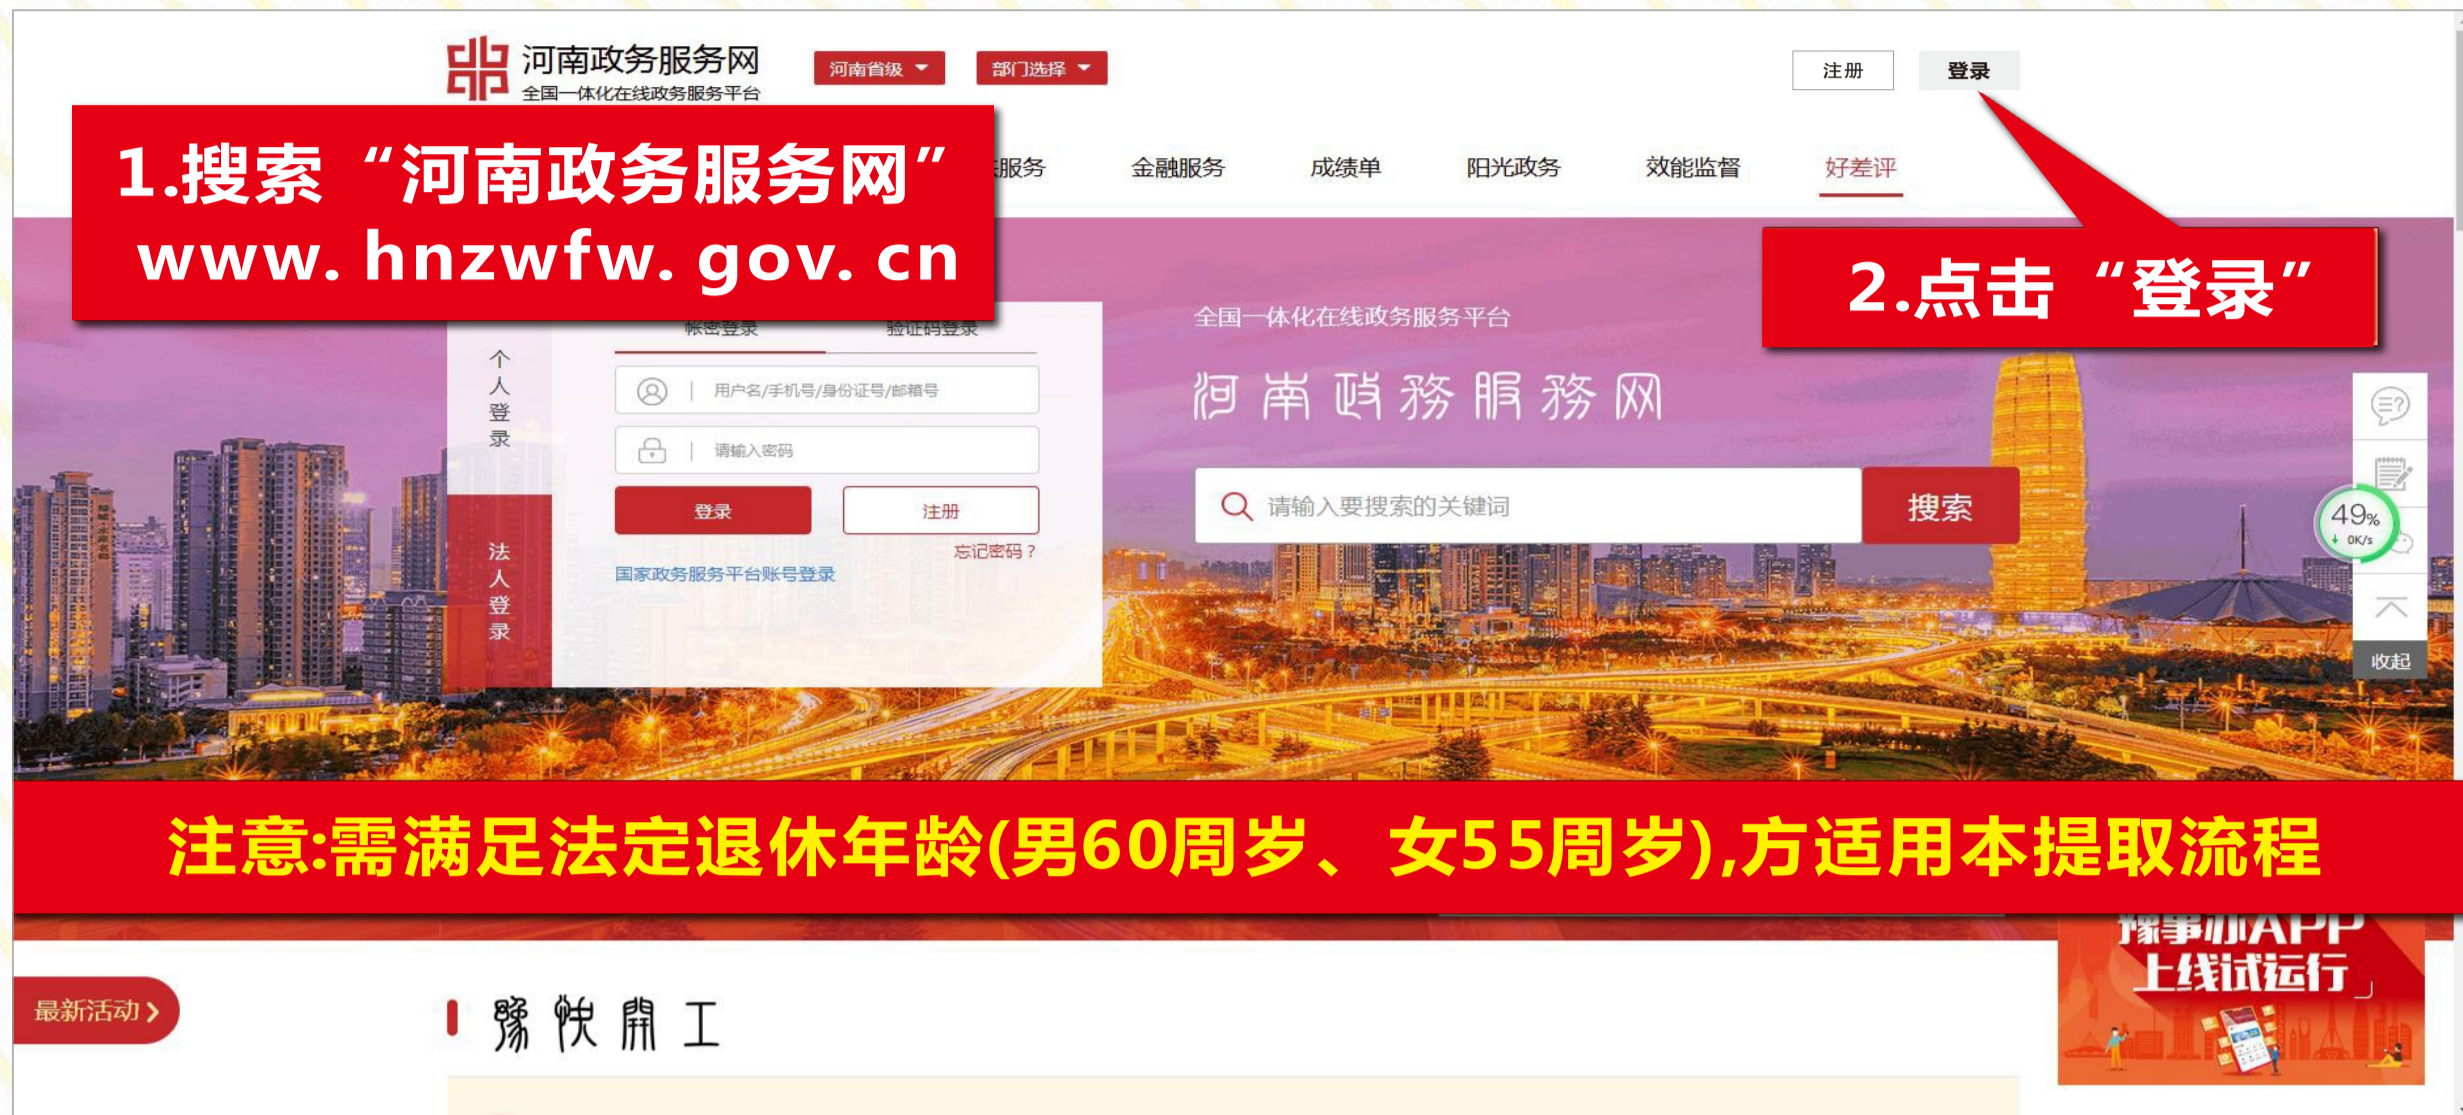 河南政务服务网
全国一体化在线政务服务平台
河南省级
部门选择
注册
登录
1.搜索“河南政务服务网”
www.hnzwfw.gov.cn
服务
金融服务
成绩单
阳光政务
效能监督
好差评
2.点击“登录”
帐密登录
验证码登录
个人登录
用户名/手机号/身份证号/邮箱号
请输入密码
登录
注册
忘记密码？
国家政务服务平台账号登录
法人登录
全国一体化在线政务服务平台
河南政務服務网
请输入要搜索的关键词
搜索
49%
0K/s
收起
注意:需满足法定退休年龄(男60周岁、女55周岁),方适用本提取流程
豫事办APP
上线试运行
最新活动
豫快開工